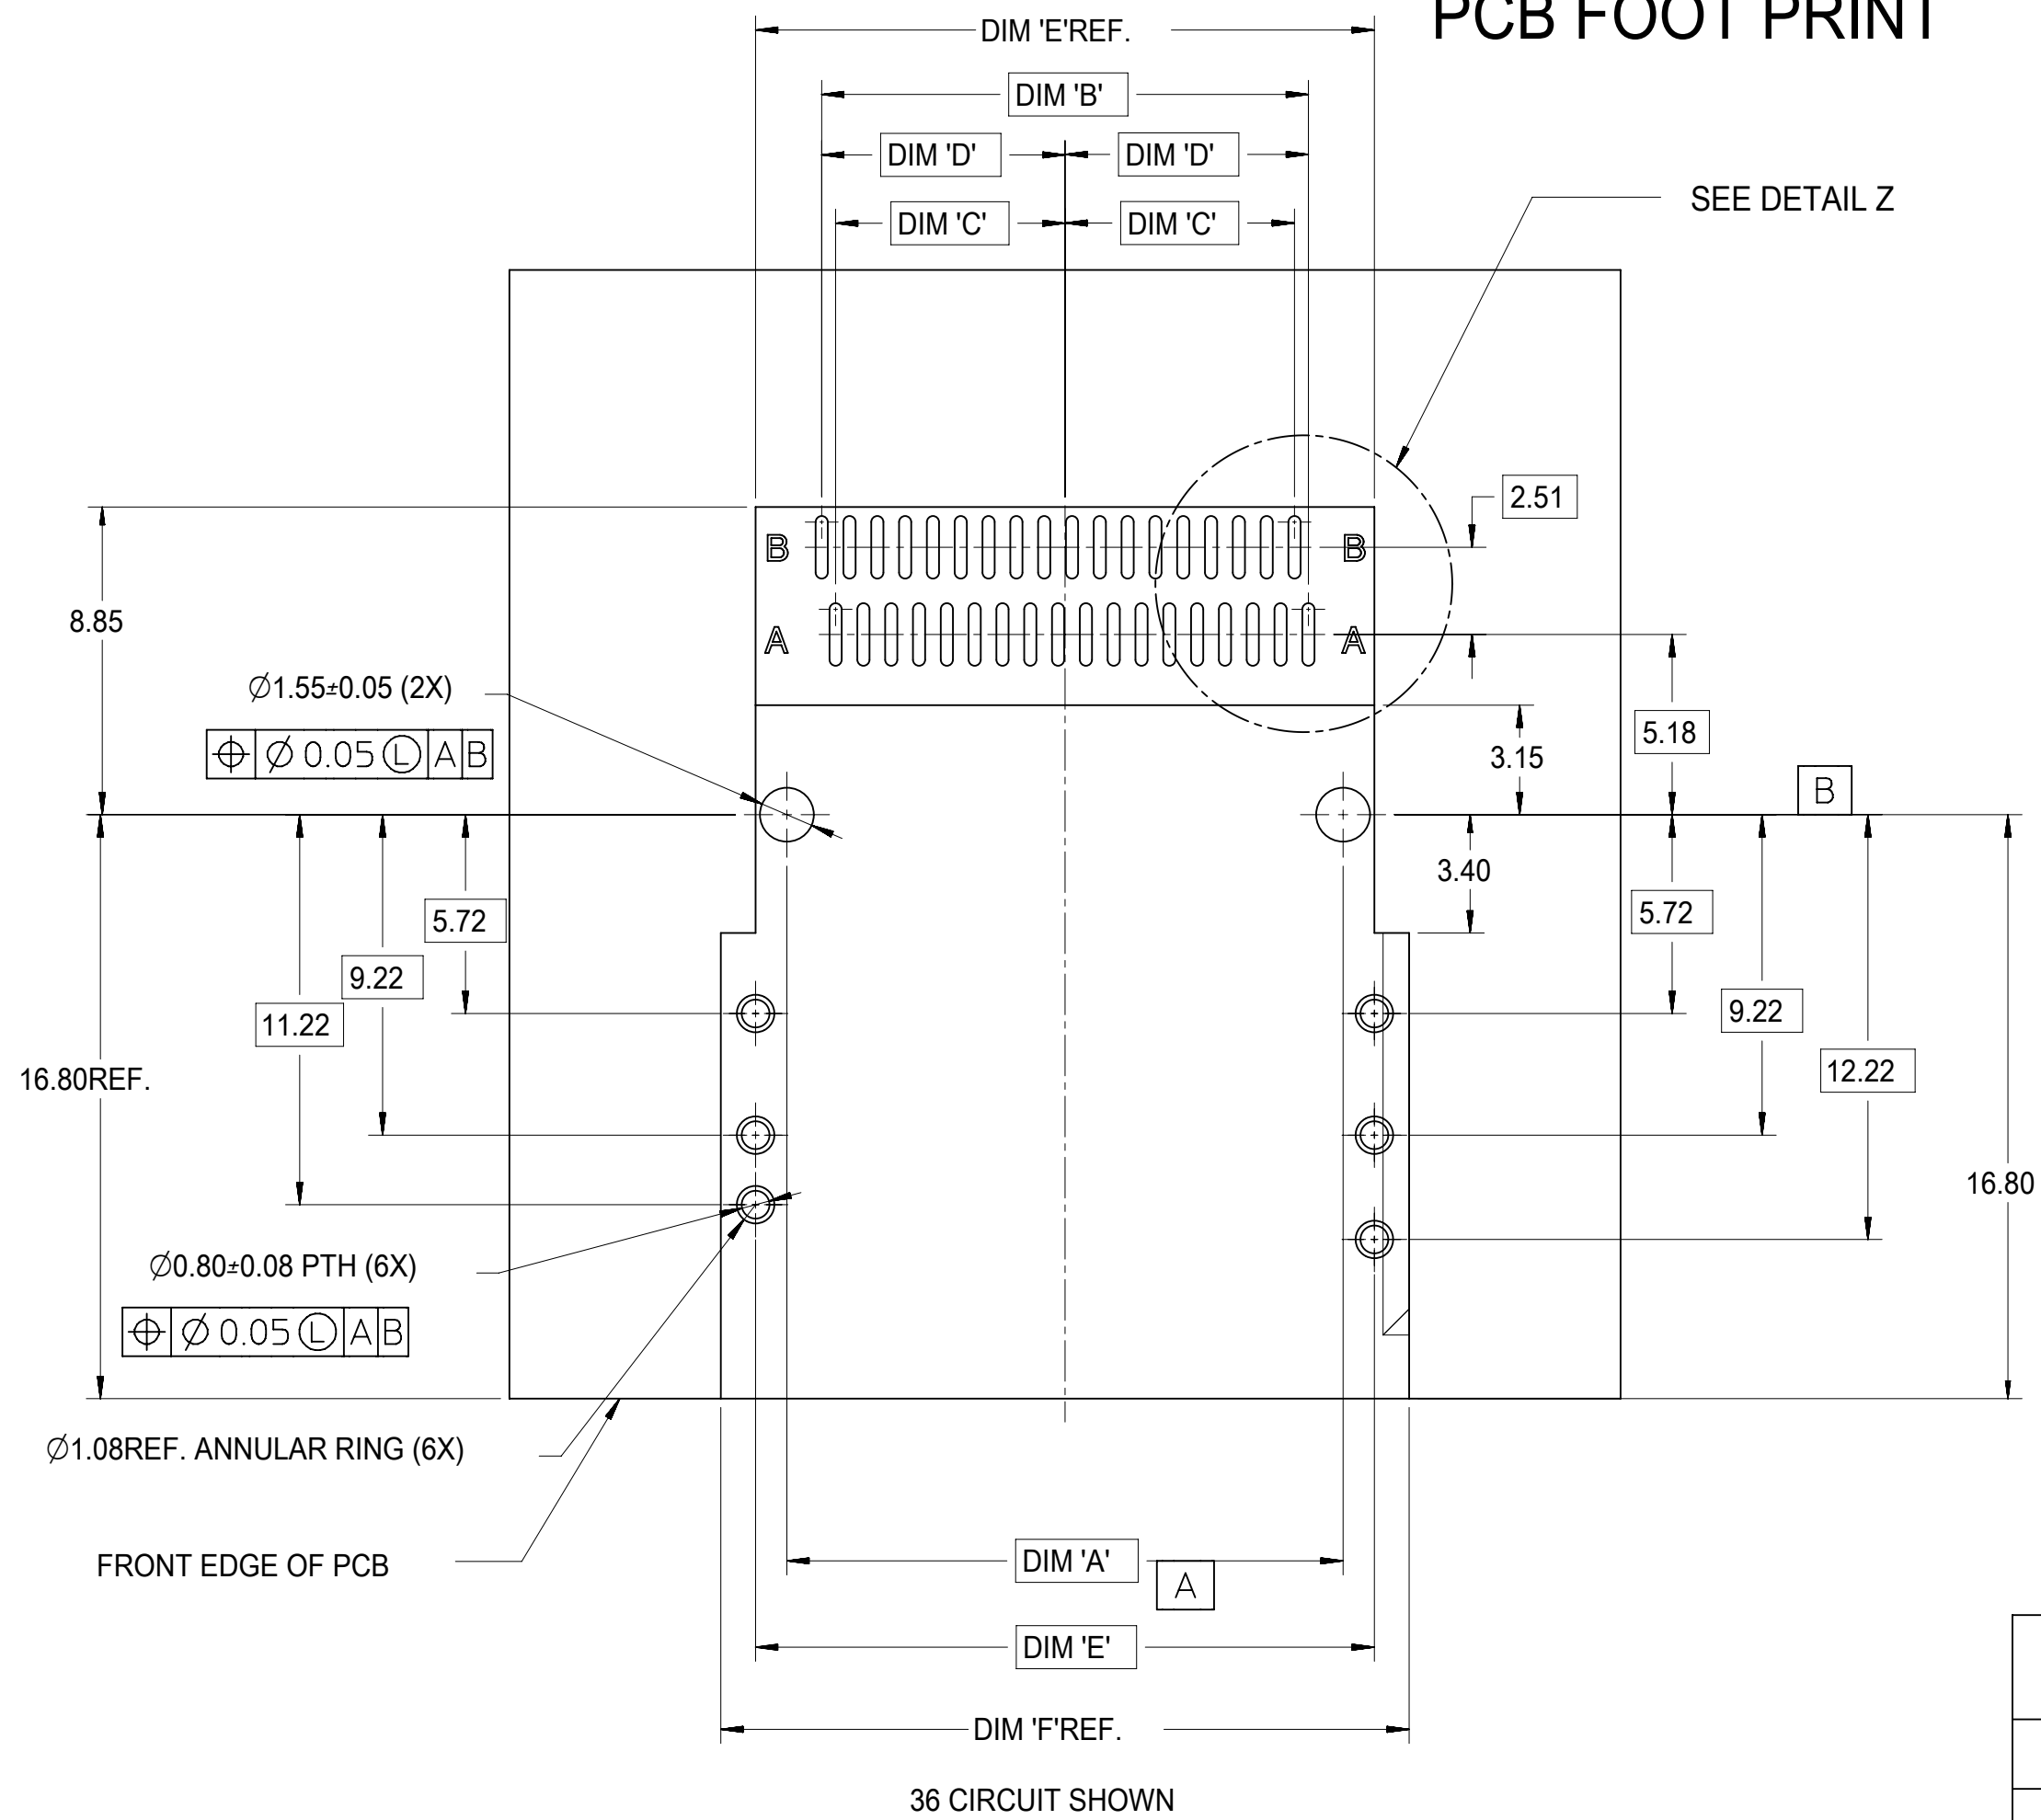 PCB FOOT PRINT
DIM 'E'REF.
DIM 'B'
DIM 'D' DIM 'D'
DIM 'C' DIM 'C'
SEE DETAIL Z
2.51
B B
A A
8.85
Ø1.55±0.05 (2X)
⌖ Ø 0.05 Ⓛ A B
5.18
3.15
B
3.40
5.72 5.72
9.22 9.22
11.22
12.22
16.80REF.
16.80
Ø0.80±0.08 PTH (6X)
⌖ Ø 0.05 Ⓛ A B
Ø1.08REF. ANNULAR RING (6X)
FRONT EDGE OF PCB
DIM 'A'
A
DIM 'E'
DIM 'F'REF.
36 CIRCUIT SHOWN